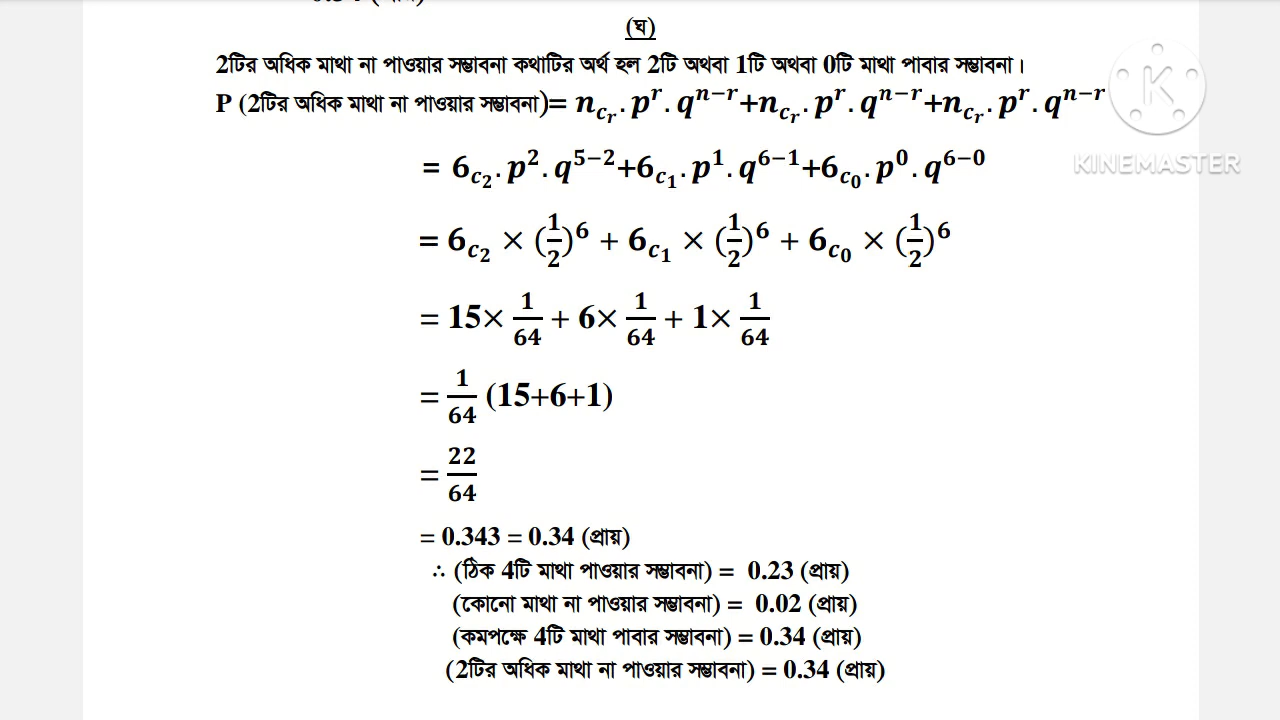 (ঘ)
2টির অধিক মাথা না পাওয়ার সম্ভাবনা কথাটির অর্থ হল 2টি অথবা 1টি অথবা 0টি মাথা পাবার সম্ভাবনা।
P (2টির অধিক মাথা না পাওয়ার সম্ভাবনা)= n_{c_r}. p^r. q^{n−r}+n_{c_r}. p^r. q^{n−r}+n_{c_r}. p^r. q^{n−r}
KINEMASTER
= 6_{c_2}. p^2. q^{5−2}+6_{c_1}. p^1. q^{6−1}+6_{c_0}. p^0. q^{6−0}
= 6_{c_2} × (1/2)^6 + 6_{c_1} × (1/2)^6 + 6_{c_0} × (1/2)^6
= 15× 1/64 + 6× 1/64 + 1× 1/64
= 1/64 (15+6+1)
= 22/64
= 0.343 = 0.34 (প্রায়)
∴ (ঠিক 4টি মাথা পাওয়ার সম্ভাবনা) = 0.23 (প্রায়)
(কোনো মাথা না পাওয়ার সম্ভাবনা) = 0.02 (প্রায়)
(কমপক্ষে 4টি মাথা পাবার সম্ভাবনা) = 0.34 (প্রায়)
(2টির অধিক মাথা না পাওয়ার সম্ভাবনা) = 0.34 (প্রায়)